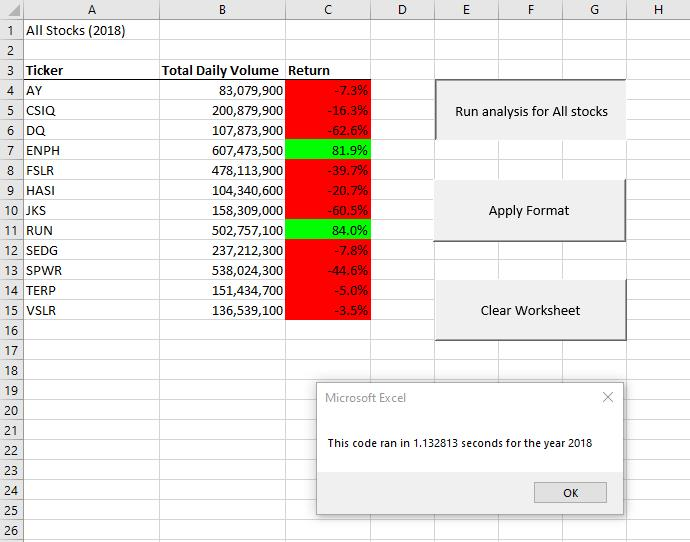 A B C D E F G H
1 All Stocks (2018)
2
3 Ticker Total Daily Volume Return
4 AY 83,079,900 -7.3%
5 CSIQ 200,879,900 -16.3%
6 DQ 107,873,900 -62.6%
7 ENPH 607,473,500 81.9%
8 FSLR 478,113,900 -39.7%
9 HASI 104,340,600 -20.7%
10 JKS 158,309,000 -60.5%
11 RUN 502,757,100 84.0%
12 SEDG 237,212,300 -7.8%
13 SPWR 538,024,300 -44.6%
14 TERP 151,434,700 -5.0%
15 VSLR 136,539,100 -3.5%
16
17
18
19
20
21
22
23
24
25
26
Run analysis for All stocks
Apply Format
Clear Worksheet
Microsoft Excel
This code ran in 1.132813 seconds for the year 2018
OK